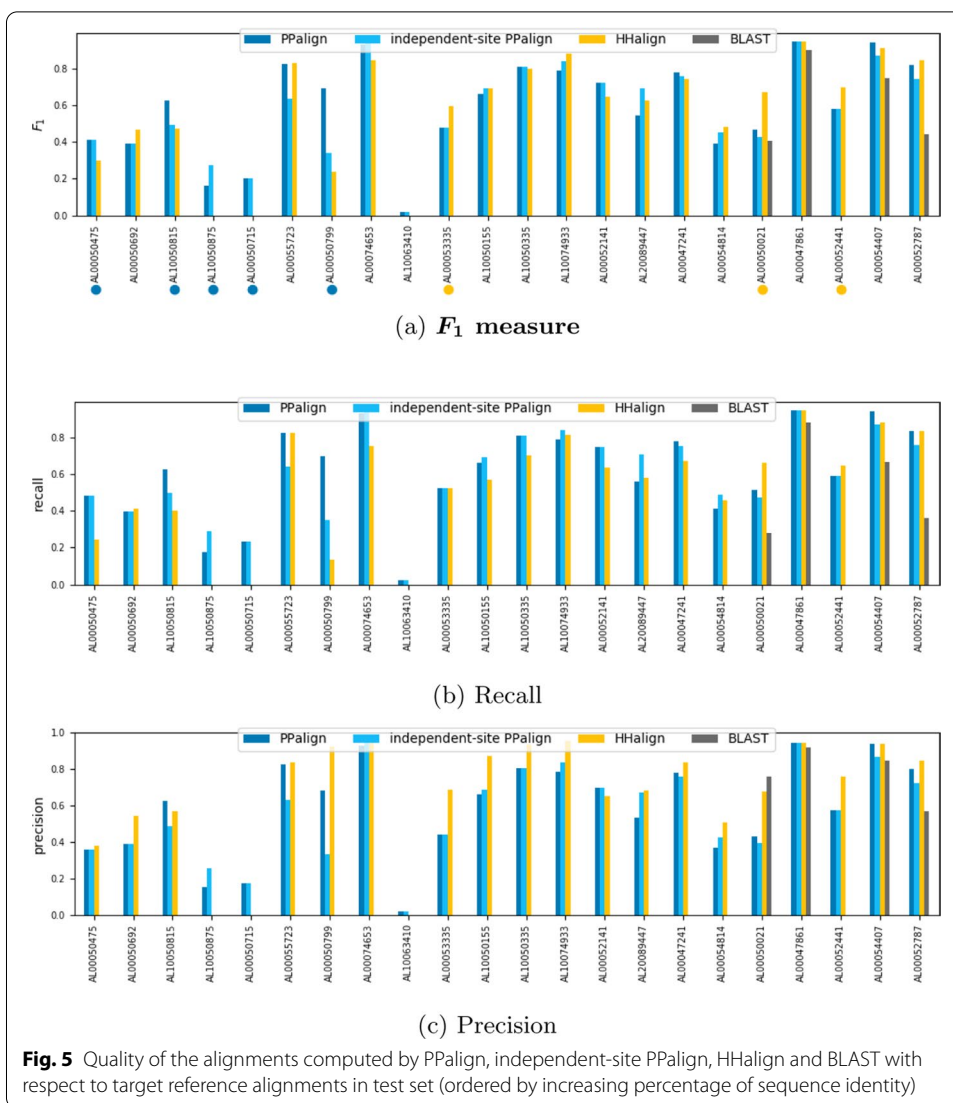 PPalign independent-site PPalign HHalign BLAST
F1
0.8
0.6
0.4
0.2
0.0
AL00050475
AL00050692
AL10050815
AL10050875
AL00050715
AL00055723
AL00050799
AL00074653
AL10063410
AL00053335
AL10050155
AL10050335
AL10074933
AL00052141
AL20089447
AL00047241
AL00054814
AL00050021
AL00047861
AL00052441
AL00054407
AL00052787
(a) F1 measure
PPalign independent-site PPalign HHalign BLAST
recall
0.8
0.6
0.4
0.2
0.0
AL00050475
AL00050692
AL10050815
AL10050875
AL00050715
AL00055723
AL00050799
AL00074653
AL10063410
AL00053335
AL10050155
AL10050335
AL10074933
AL00052141
AL20089447
AL00047241
AL00054814
AL00050021
AL00047861
AL00052441
AL00054407
AL00052787
(b) Recall
PPalign independent-site PPalign HHalign BLAST
precision
1.0
0.8
0.6
0.4
0.2
0.0
AL00050475
AL00050692
AL10050815
AL10050875
AL00050715
AL00055723
AL00050799
AL00074653
AL10063410
AL00053335
AL10050155
AL10050335
AL10074933
AL00052141
AL20089447
AL00047241
AL00054814
AL00050021
AL00047861
AL00052441
AL00054407
AL00052787
(c) Precision
Fig. 5 Quality of the alignments computed by PPalign, independent-site PPalign, HHalign and BLAST with
respect to target reference alignments in test set (ordered by increasing percentage of sequence identity)